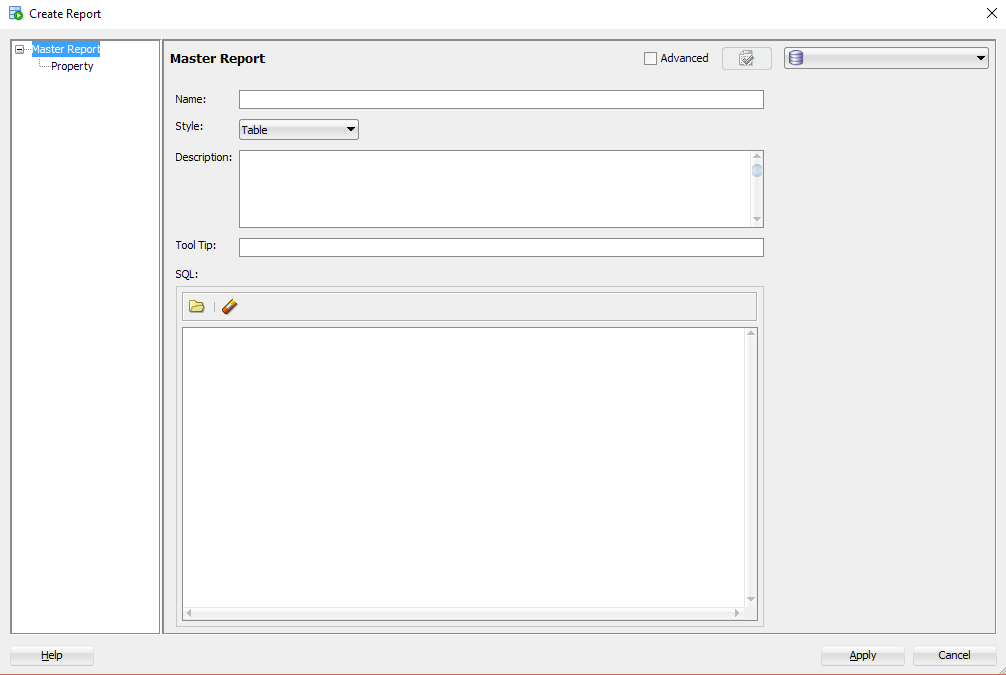 Create Report
Master Report
Property
Master Report
Advanced
Name:
Style:
Table
Description:
Tool Tip:
SQL:
Help
Apply
Cancel